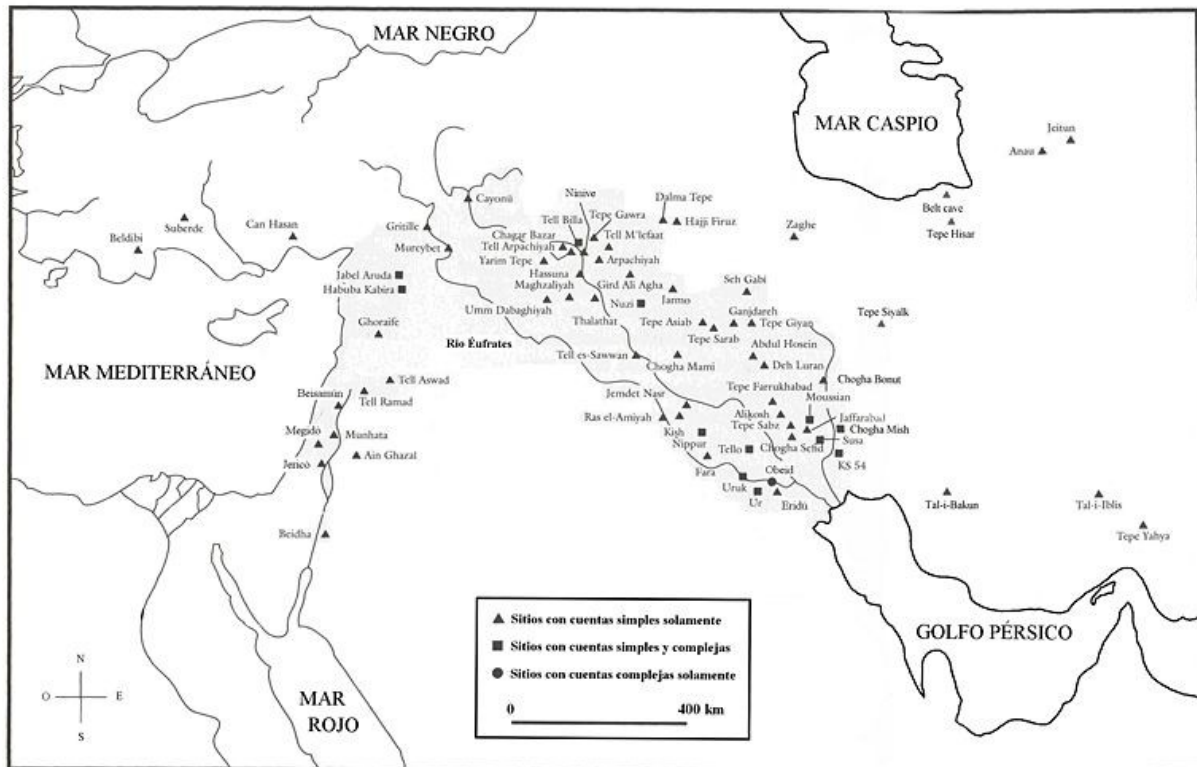 MAR NEGRO
MAR CASPIO
Jeitun
Anau
Belt cave
Tepe Hisar
Cayonü
Ninive
Dalma Tepe
Tepe Gawra
Hajji Firuz
Zaghe
Suberde
Can Hasan
Beldibi
Gritille
Mureybet
Tell Billa
Chagar Bazar
Tell M'lefaat
Tell Arpachiyah
Yarim Tepe
Arpachiyah
Jabel Aruda
Habuba Kabira
Hassuna
Maghzaliyah
Gird Ali Agha
Seh Gabi
Umm Dabaghiyah
Thalathat
Nuzi
Jarmo
Ghoraife
Tepe Asiab
Ganjdareh
Tepe Giyan
Tepe Siyalk
Río Éufrates
Tepe Sarab
Abdul Hosein
Tell es-Sawwan
Chogha Mami
Deh Luran
MAR MEDITERRÁNEO
Tell Aswad
Chogha Bonut
Beisamün
Tell Ramad
Jemdet Nasr
Tepe Farrukhabad
Moussian
Ras el-Amiyah
Alikosh
Jaffarabad
Megidó
Munhata
Kish
Tepe Sabz
Chogha Mish
Nippur
Tello
Chogha Sefid
Susa
Jericó
Ain Ghazal
Fara
Obeid
KS 54
Uruk
Ur
Eridú
Tal-i-Bakun
Tal-i-Iblis
Beidha
Tepe Yahya
Sitios con cuentas simples solamente
Sitios con cuentas simples y complejas
Sitios con cuentas complejas solamente
0 400 km
GOLFO PÉRSICO
MAR
ROJO
N
O E
S